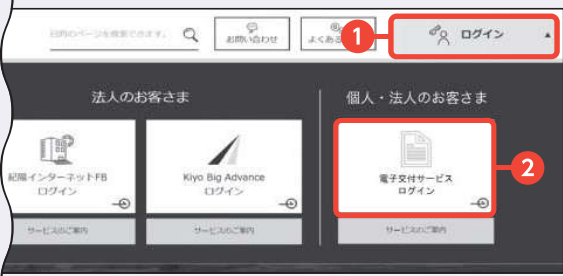 目的のページを検索できます。
お問い合わせ
よくある
1
ログイン
法人のお客さま
個人・法人のお客さま
紀陽インターネットFB
ログイン
Kiyo Big Advance
ログイン
電子交付サービス
ログイン
2
サービスのご案内
サービスのご案内
サービスのご案内